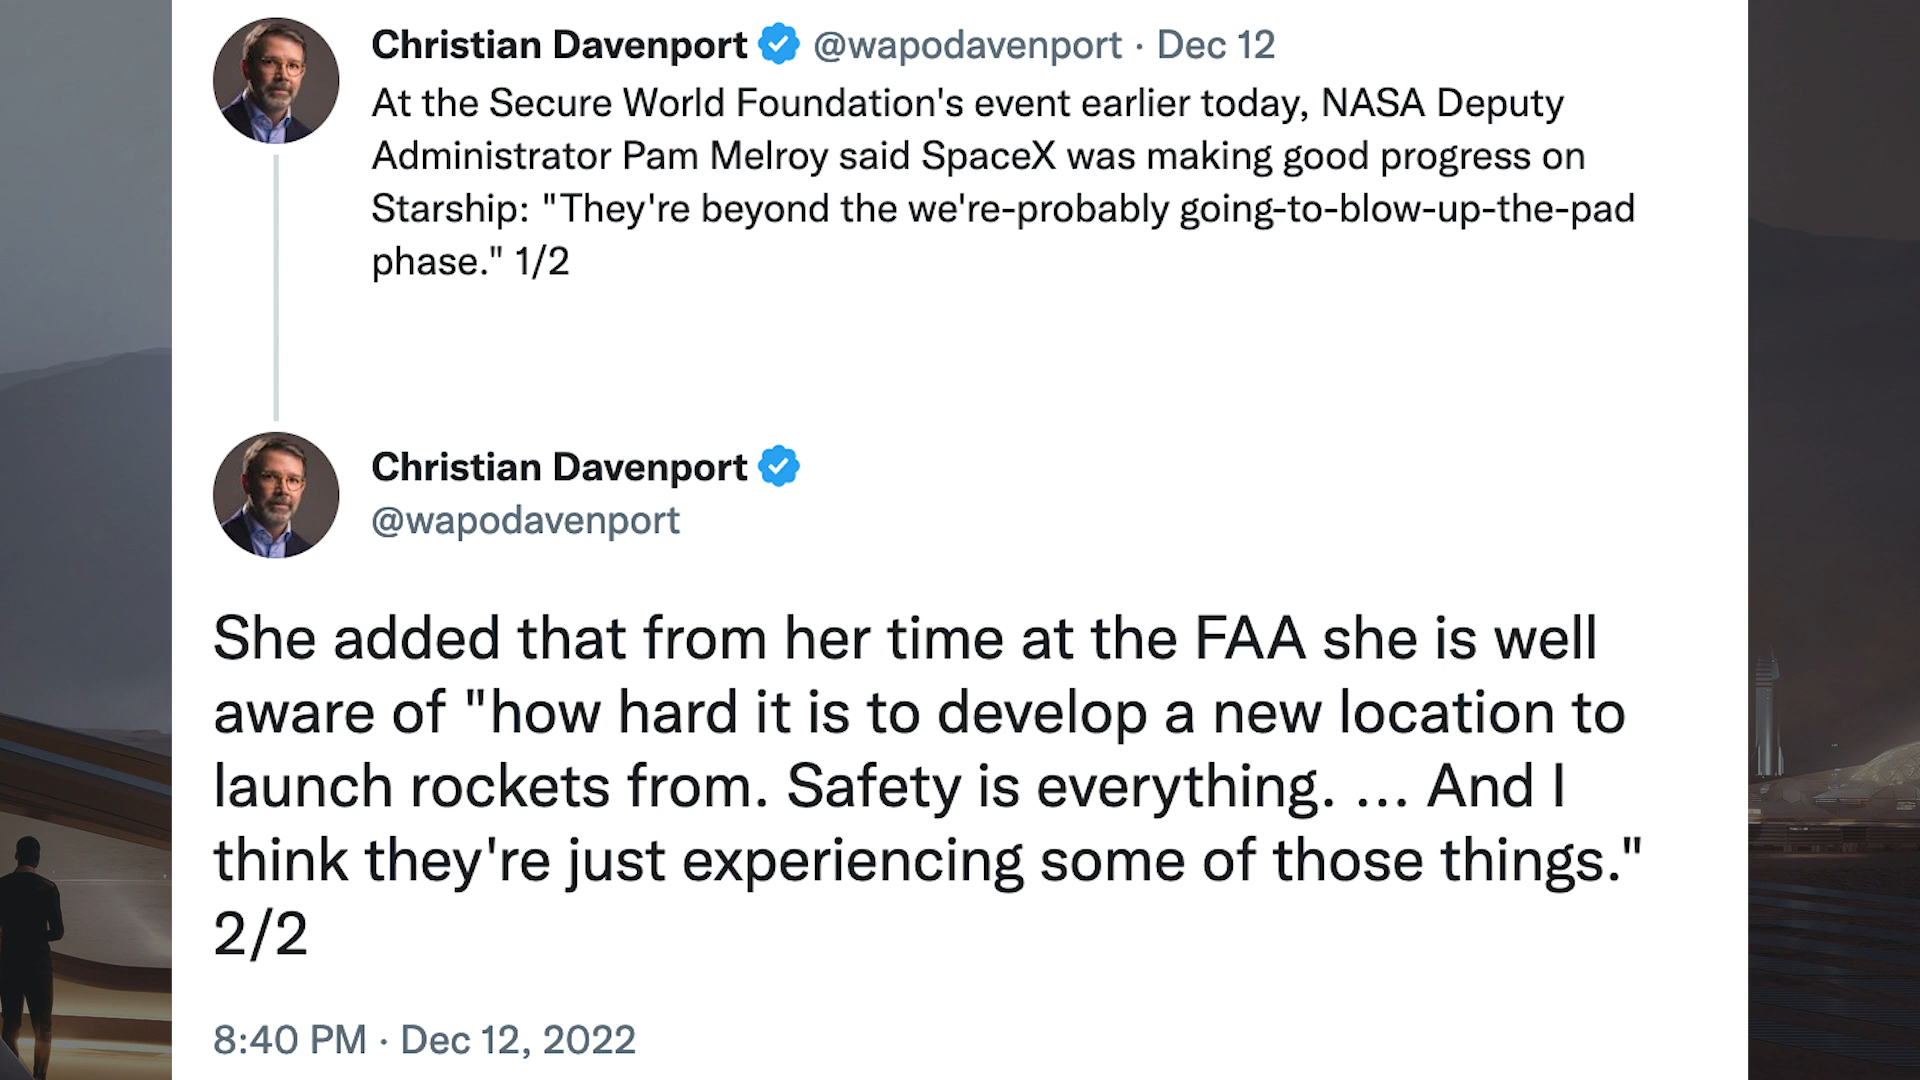 Christian Davenport @wapodavenport · Dec 12
At the Secure World Foundation's event earlier today, NASA Deputy
Administrator Pam Melroy said SpaceX was making good progress on
Starship: "They're beyond the we're-probably going-to-blow-up-the-pad
phase." 1/2
Christian Davenport
@wapodavenport
She added that from her time at the FAA she is well
aware of "how hard it is to develop a new location to
launch rockets from. Safety is everything. ... And I
think they're just experiencing some of those things."
2/2
8:40 PM · Dec 12, 2022